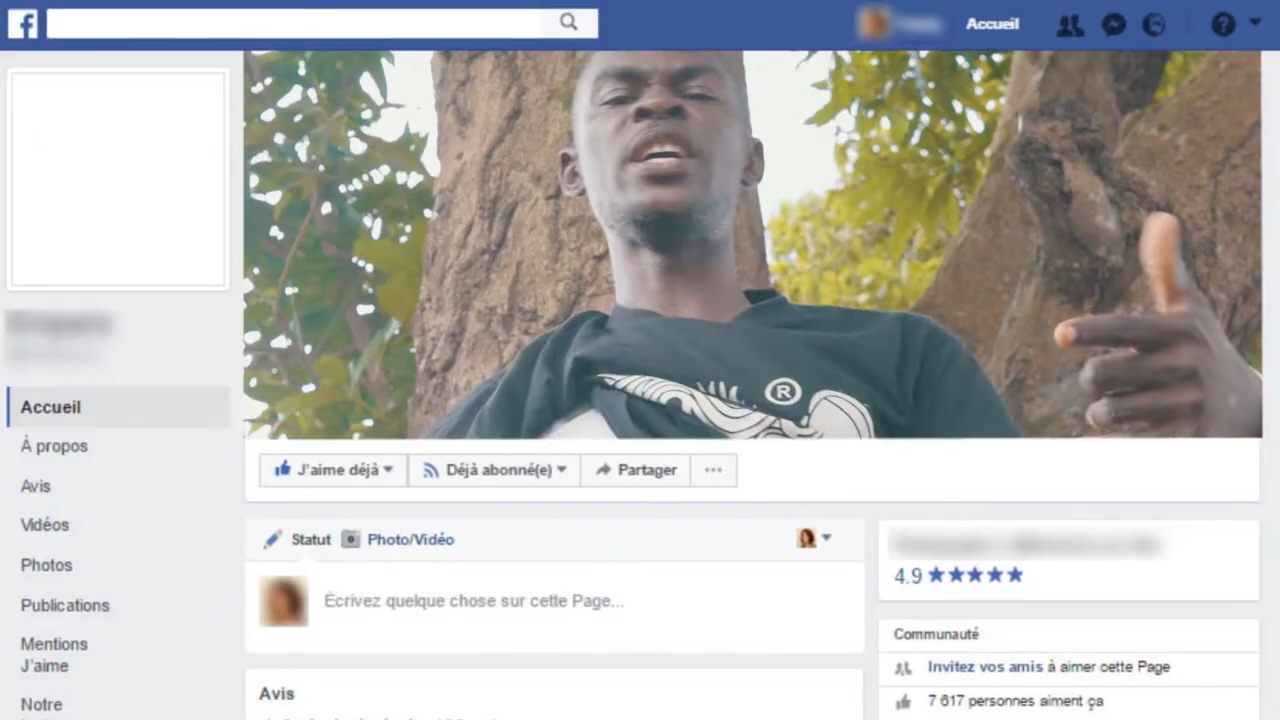 f
Accueil
®
Accueil
À propos
Avis
Vidéos
Photos
Publications
Mentions
J'aime
Notre
J'aime déjà
Déjà abonné(e)
Partager
Statut
Photo/Vidéo
Écrivez quelque chose sur cette Page...
Avis
4.9
Communauté
Invitez vos amis à aimer cette Page
7 617 personnes aiment ça